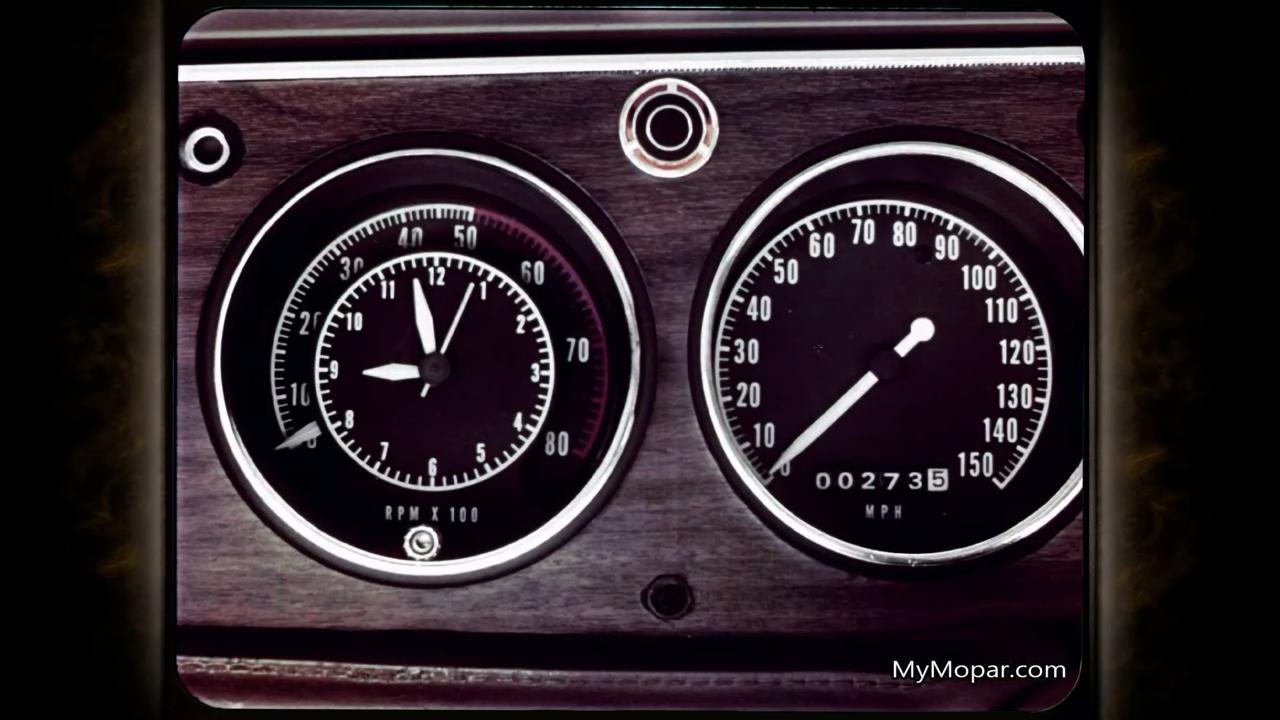 40 50
30 60
20 70
10 80
0
12 1 2 3 4 5 6 7 8 9 10 11
RPM X 100
0 10 20 30 40 50 60 70 80 90 100 110 120 130 140 150
002735
MPH
MyMopar.com